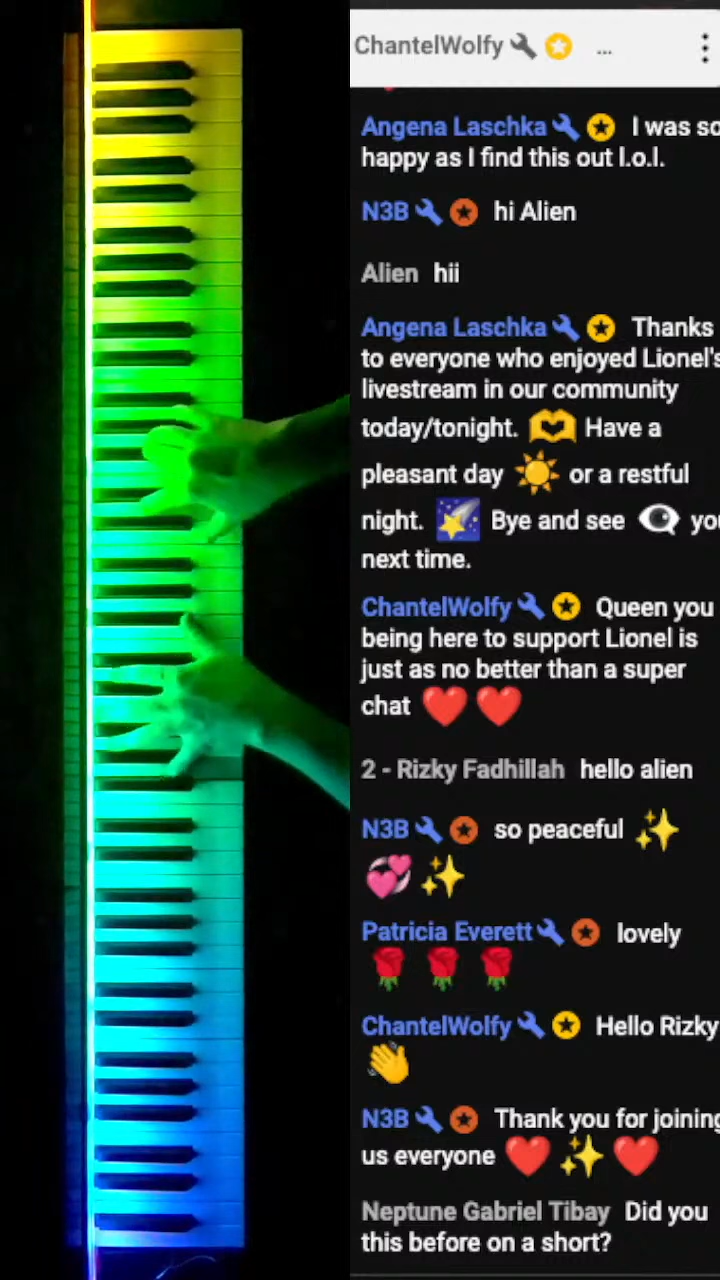 ChantelWolfy ...
Angena Laschka I was so
happy as I find this out l.o.l.
N3B hi Alien
Alien hii
Angena Laschka Thanks
to everyone who enjoyed Lionel's
livestream in our community
today/tonight. 🫶 Have a
pleasant day ☀️ or a restful
night. 🌠 Bye and see 👁️ you
next time.
ChantelWolfy Queen you
being here to support Lionel is
just as no better than a super
chat ❤️ ❤️
2 - Rizky Fadhillah hello alien
N3B so peaceful ✨
💞 ✨
Patricia Everett lovely
🌹 🌹 🌹
ChantelWolfy Hello Rizky
👋
N3B Thank you for joining
us everyone ❤️ ✨ ❤️
Neptune Gabriel Tibay Did you
this before on a short?